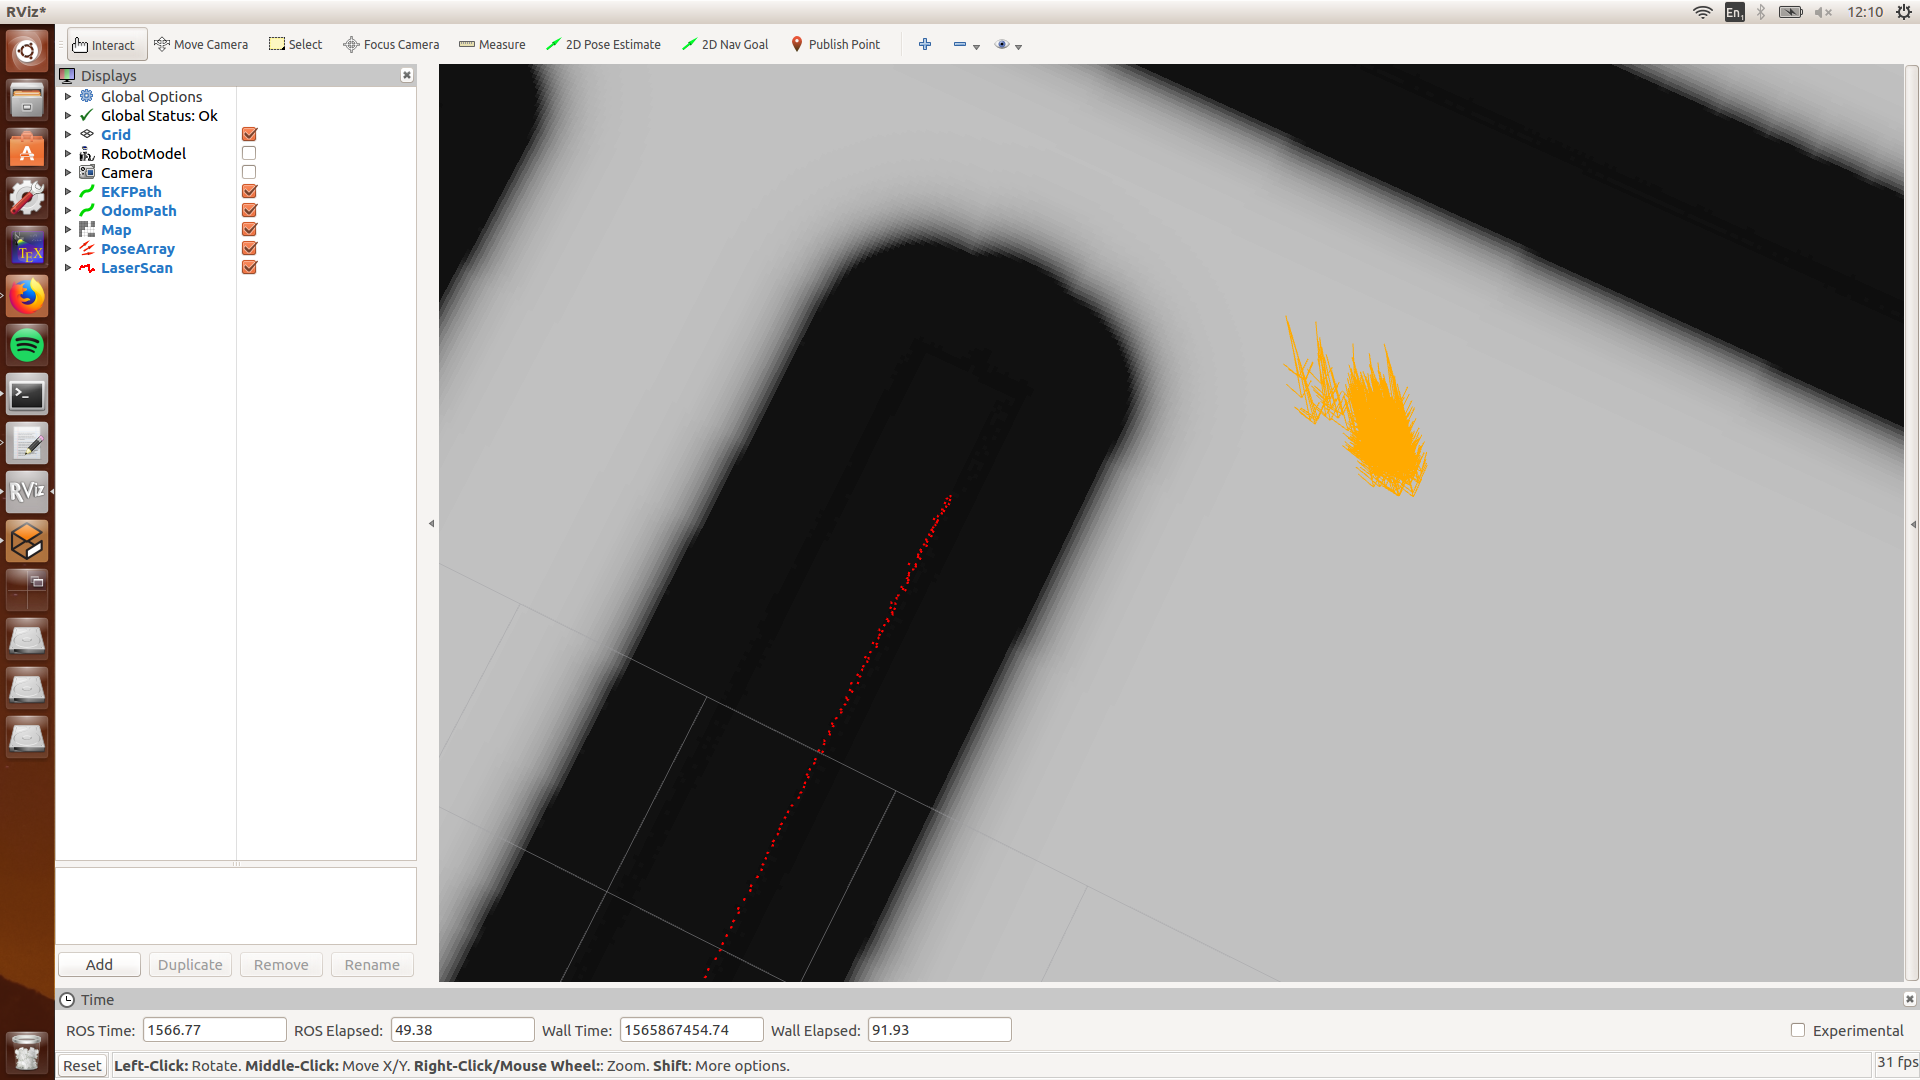 RViz*
En1
12:10
Interact
Move Camera
Select
Focus Camera
Measure
2D Pose Estimate
2D Nav Goal
Publish Point
Displays
Global Options
Global Status: Ok
Grid
RobotModel
Camera
EKFPath
OdomPath
Map
PoseArray
LaserScan
TEX
RViz
Add
Duplicate
Remove
Rename
Time
ROS Time: 1566.77 ROS Elapsed: 49.38 Wall Time: 1565867454.74 Wall Elapsed: 91.93 Experimental
Reset Left-Click: Rotate. Middle-Click: Move X/Y. Right-Click/Mouse Wheel:: Zoom. Shift: More options. 31 fps